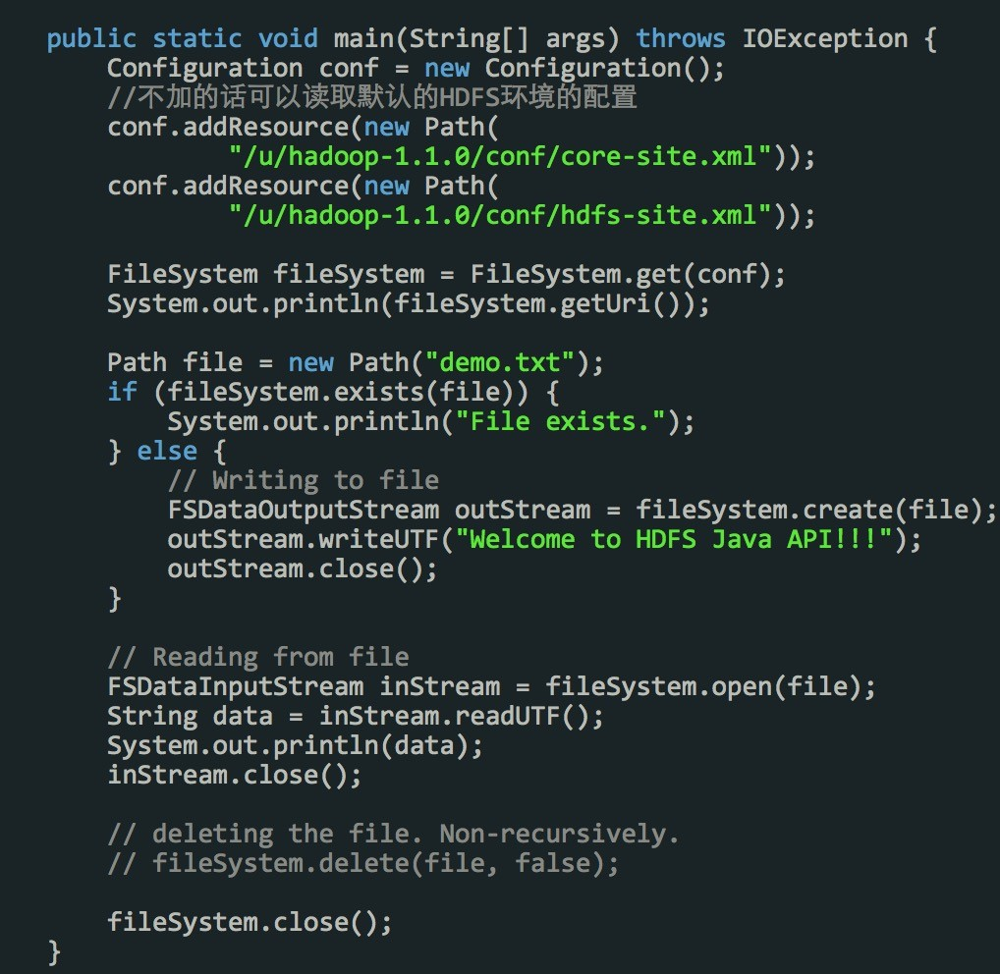 public static void main(String[] args) throws IOException {
    Configuration conf = new Configuration();
    //不加的话可以读取默认的HDFS环境的配置
    conf.addResource(new Path(
            "/u/hadoop-1.1.0/conf/core-site.xml"));
    conf.addResource(new Path(
            "/u/hadoop-1.1.0/conf/hdfs-site.xml"));

    FileSystem fileSystem = FileSystem.get(conf);
    System.out.println(fileSystem.getUri());

    Path file = new Path("demo.txt");
    if (fileSystem.exists(file)) {
        System.out.println("File exists.");
    } else {
        // Writing to file
        FSDataOutputStream outStream = fileSystem.create(file);
        outStream.writeUTF("Welcome to HDFS Java API!!!");
        outStream.close();
    }

    // Reading from file
    FSDataInputStream inStream = fileSystem.open(file);
    String data = inStream.readUTF();
    System.out.println(data);
    inStream.close();

    // deleting the file. Non-recursively.
    // fileSystem.delete(file, false);

    fileSystem.close();
}